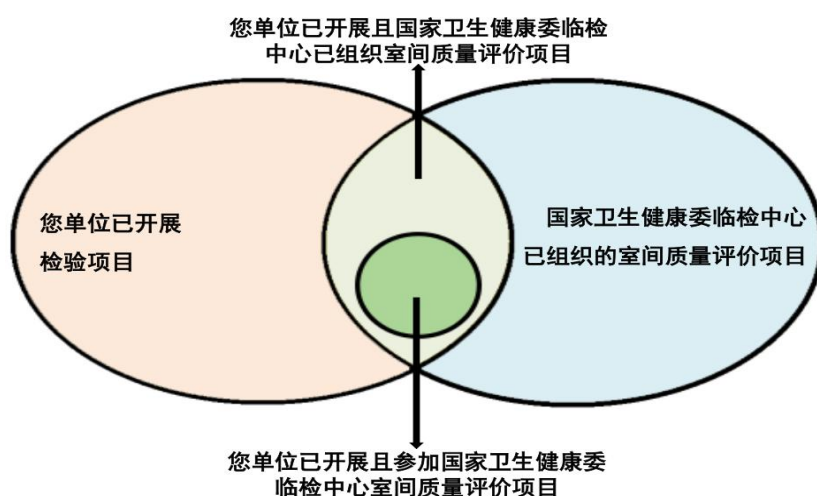 您单位已开展且国家卫生健康委临检
中心已组织室间质量评价项目
您单位已开展
检验项目
国家卫生健康委临检中心
已组织的室间质量评价项目
您单位已开展且参加国家卫生健康委
临检中心室间质量评价项目